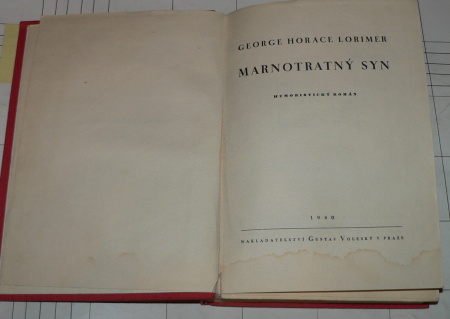 GEORGE HORACE LORIMER
MARNOTRATNÝ SYN
HUMORISTICKÝ ROMÁN
1940
NAKLADATELSTVÍ GUSTAV VOLESKÝ V PRAZE